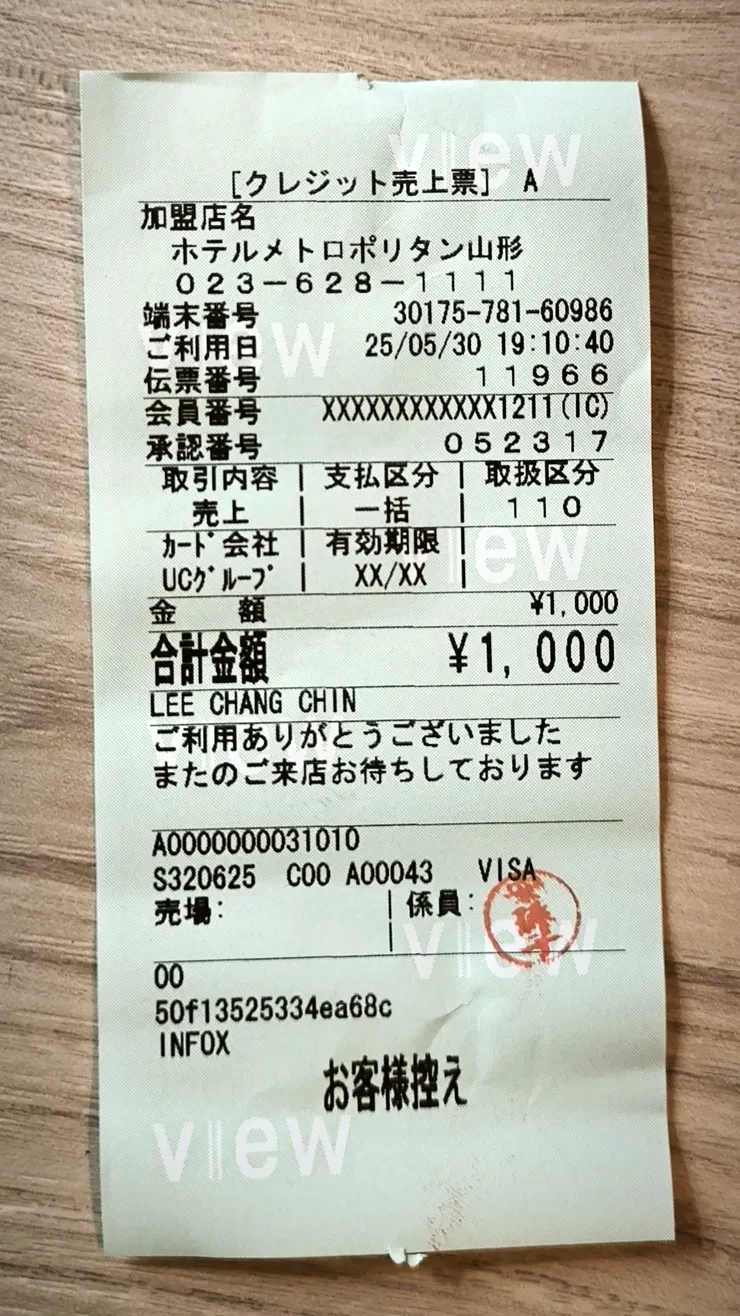 [クレジット売上票] A
加盟店名
ホテルメトロポリタン山形
023-628-1111
端末番号 30175-781-60986
ご利用日 25/05/30 19:10:40
伝票番号 11966
会員番号 XXXXXXXXXXXX1211(IC)
承認番号 052317
取引内容 | 支払区分 | 取扱区分
売上 | 一括 | 110
ｶｰﾄﾞ会社 | 有効期限 |
UCｸﾞﾙｰﾌﾟ | XX/XX |
金 額 ¥1,000
合計金額 ¥1,000
LEE CHANG CHIN
ご利用ありがとうございました
またのご来店お待ちしております
A0000000031010
S320625 C00 A00043 VISA
売場: | 係員:
00
50f13525334ea68c
INFOX
お客様控え
view
view
view
view
view